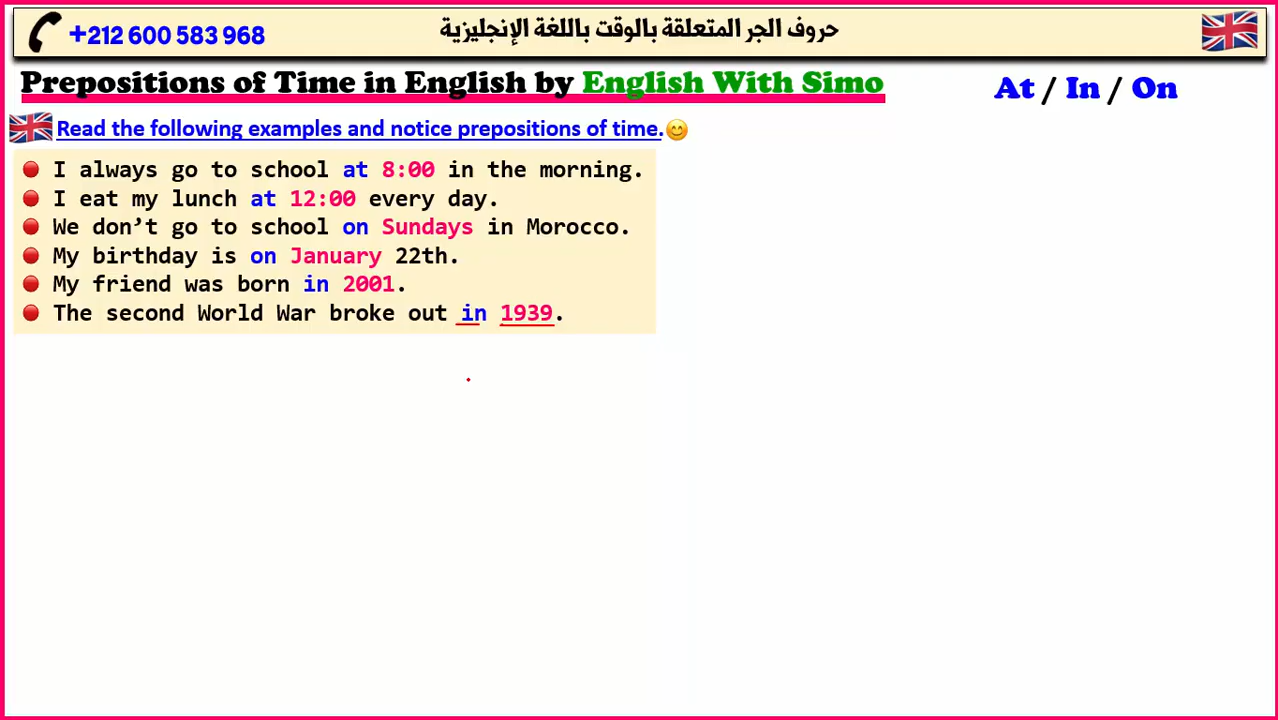 +212 600 583 968
حروف الجر المتعلقة بالوقت باللغة الإنجليزية
Prepositions of Time in English by English With Simo
At / In / On
Read the following examples and notice prepositions of time.😊
I always go to school at 8:00 in the morning.
I eat my lunch at 12:00 every day.
We don’t go to school on Sundays in Morocco.
My birthday is on January 22th.
My friend was born in 2001.
The second World War broke out in 1939.